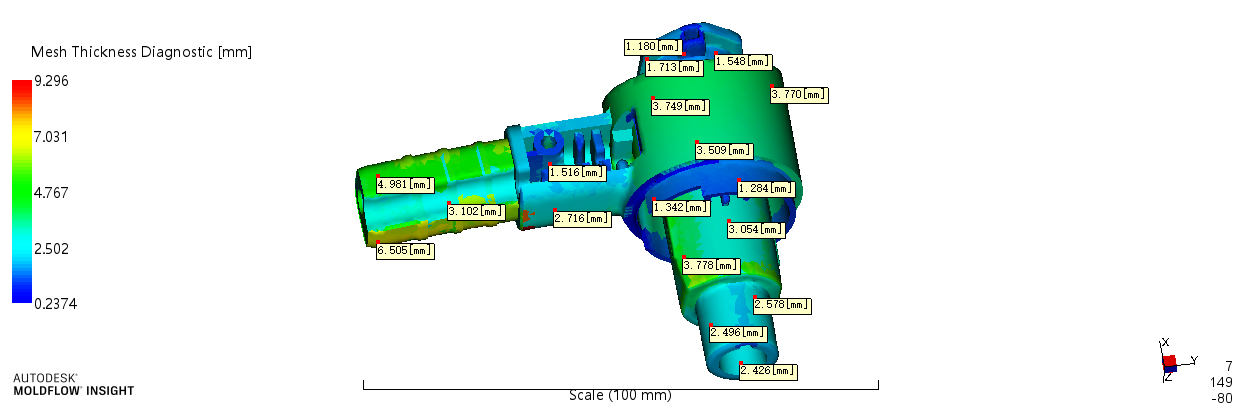 Mesh Thickness Diagnostic [mm]
9.296
7.031
4.767
2.502
0.2374
1.180[mm]
1.713[mm]
1.548[mm]
3.770[mm]
3.749[mm]
3.509[mm]
1.516[mm]
4.981[mm]
1.284[mm]
3.102[mm]
1.342[mm]
2.716[mm]
3.054[mm]
6.505[mm]
3.778[mm]
2.578[mm]
2.496[mm]
2.426[mm]
Scale (100 mm)
AUTODESK®
MOLDFLOW® INSIGHT
X
Y
Z
7
149
-80